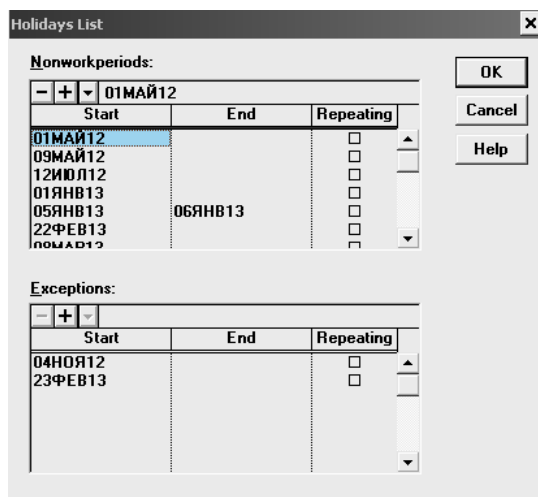 Holidays List
Nonworkperiods:
OK
01МАЙ12
Start End Repeating
Cancel
01МАЙ12
09МАЙ12
Help
12ИЮЛ12
01ЯНВ13
05ЯНВ13 06ЯНВ13
22ФЕВ13
08МАР13
Exceptions:
Start End Repeating
04НОЯ12
23ФЕВ13